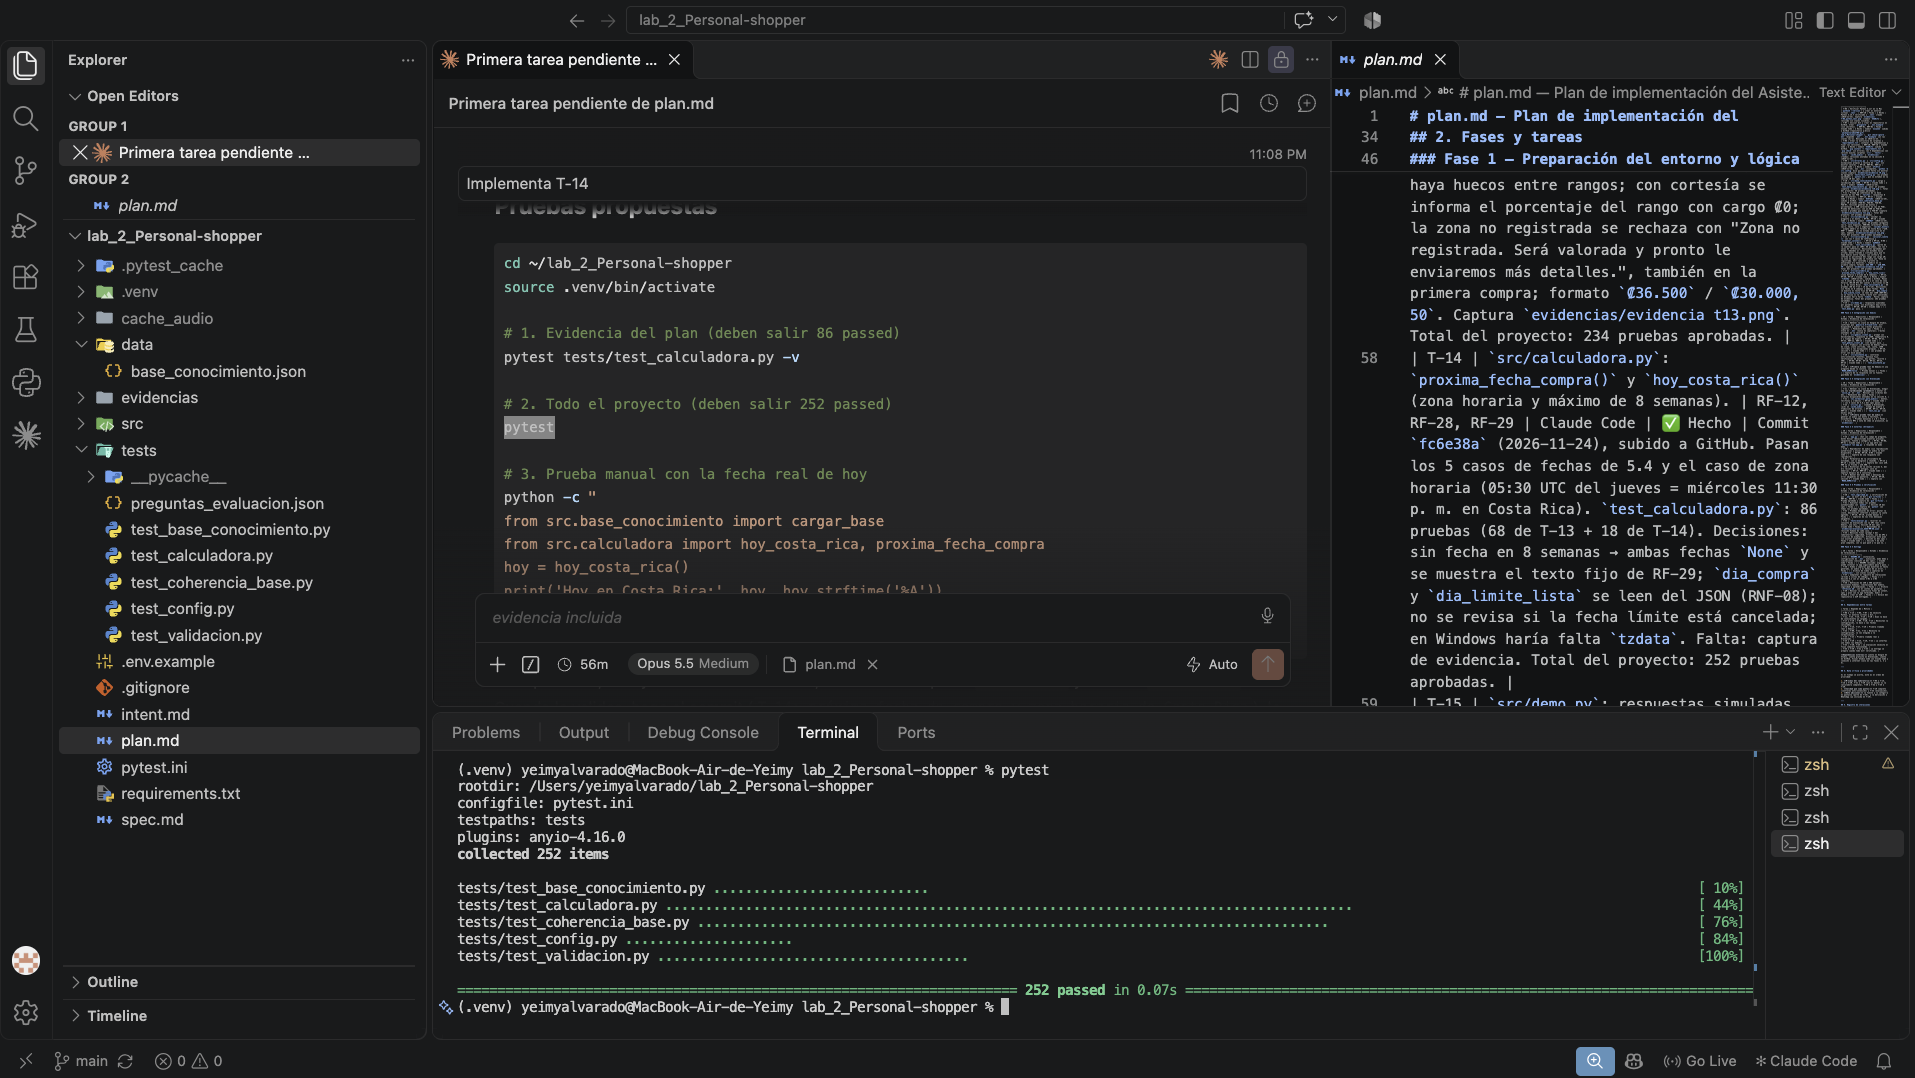 lab_2_Personal-shopper
Explorer
Open Editors
GROUP 1
Primera tarea pendiente ...
GROUP 2
plan.md
lab_2_Personal-shopper
.pytest_cache
.venv
cache_audio
data
base_conocimiento.json
evidencias
src
tests
__pycache__
preguntas_evaluacion.json
test_base_conocimiento.py
test_calculadora.py
test_coherencia_base.py
test_config.py
test_validacion.py
.env.example
.gitignore
intent.md
plan.md
pytest.ini
requirements.txt
spec.md
Outline
Timeline
Primera tarea pendiente ...
Primera tarea pendiente de plan.md
11:08 PM
Implementa T-14
Pruebas propuestas
cd ~/lab_2_Personal-shopper
source .venv/bin/activate
# 1. Evidencia del plan (deben salir 86 passed)
pytest tests/test_calculadora.py -v
# 2. Todo el proyecto (deben salir 252 passed)
pytest
# 3. Prueba manual con la fecha real de hoy
python -c "
from src.base_conocimiento import cargar_base
from src.calculadora import hoy_costa_rica, proxima_fecha_compra
hoy = hoy_costa_rica()
print('Hoy en Costa Rica:', hoy, hoy.strftime('%A'))
evidencia incluida
56m
Opus 5.5 Medium
plan.md
Auto
plan.md
plan.md > # plan.md — Plan de implementación del Asiste..
Text Editor
1 # plan.md — Plan de implementación del
34 ## 2. Fases y tareas
46 ### Fase 1 — Preparación del entorno y lógica
haya huecos entre rangos; con cortesía se
informa el porcentaje del rango con cargo ₡0;
la zona no registrada se rechaza con "Zona no
registrada. Será valorada y pronto le
enviaremos más detalles.", también en la
primera compra; formato `₡36.500` / `₡30.000,
50`. Captura `evidencias/evidencia t13.png`.
Total del proyecto: 234 pruebas aprobadas. |
58 | T-14 | `src/calculadora.py`:
`proxima_fecha_compra()` y `hoy_costa_rica()`
(zona horaria y máximo de 8 semanas). | RF-12,
RF-28, RF-29 | Claude Code | ✅ Hecho | Commit
`fc6e38a` (2026-11-24), subido a GitHub. Pasan
los 5 casos de fechas de 5.4 y el caso de zona
horaria (05:30 UTC del jueves = miércoles 11:30
p. m. en Costa Rica). `test_calculadora.py`: 86
pruebas (68 de T-13 + 18 de T-14). Decisiones:
sin fecha en 8 semanas → ambas fechas `None` y
se muestra el texto fijo de RF-29; `dia_compra`
y `dia_limite_lista` se leen del JSON (RNF-08);
no se revisa si la fecha límite está cancelada;
en Windows haría falta `tzdata`. Falta: captura
de evidencia. Total del proyecto: 252 pruebas
aprobadas. |
59 | T-15 | `src/demo.py`: respuestas simuladas
Problems
Output
Debug Console
Terminal
Ports
(.venv) yeimyalvarado@MacBook-Air-de-Yeimy lab_2_Personal-shopper % pytest
rootdir: /Users/yeimyalvarado/lab_2_Personal-shopper
configfile: pytest.ini
testpaths: tests
plugins: anyio-4.16.0
collected 252 items
tests/test_base_conocimiento.py ........................... [ 10%]
tests/test_calculadora.py ...................................................................................... [ 44%]
tests/test_coherencia_base.py ............................................................................... [ 76%]
tests/test_config.py ..................... [ 84%]
tests/test_validacion.py ....................................... [100%]
252 passed in 0.07s
(.venv) yeimyalvarado@MacBook-Air-de-Yeimy lab_2_Personal-shopper %
zsh
zsh
zsh
zsh
main
0
0
Go Live
Claude Code